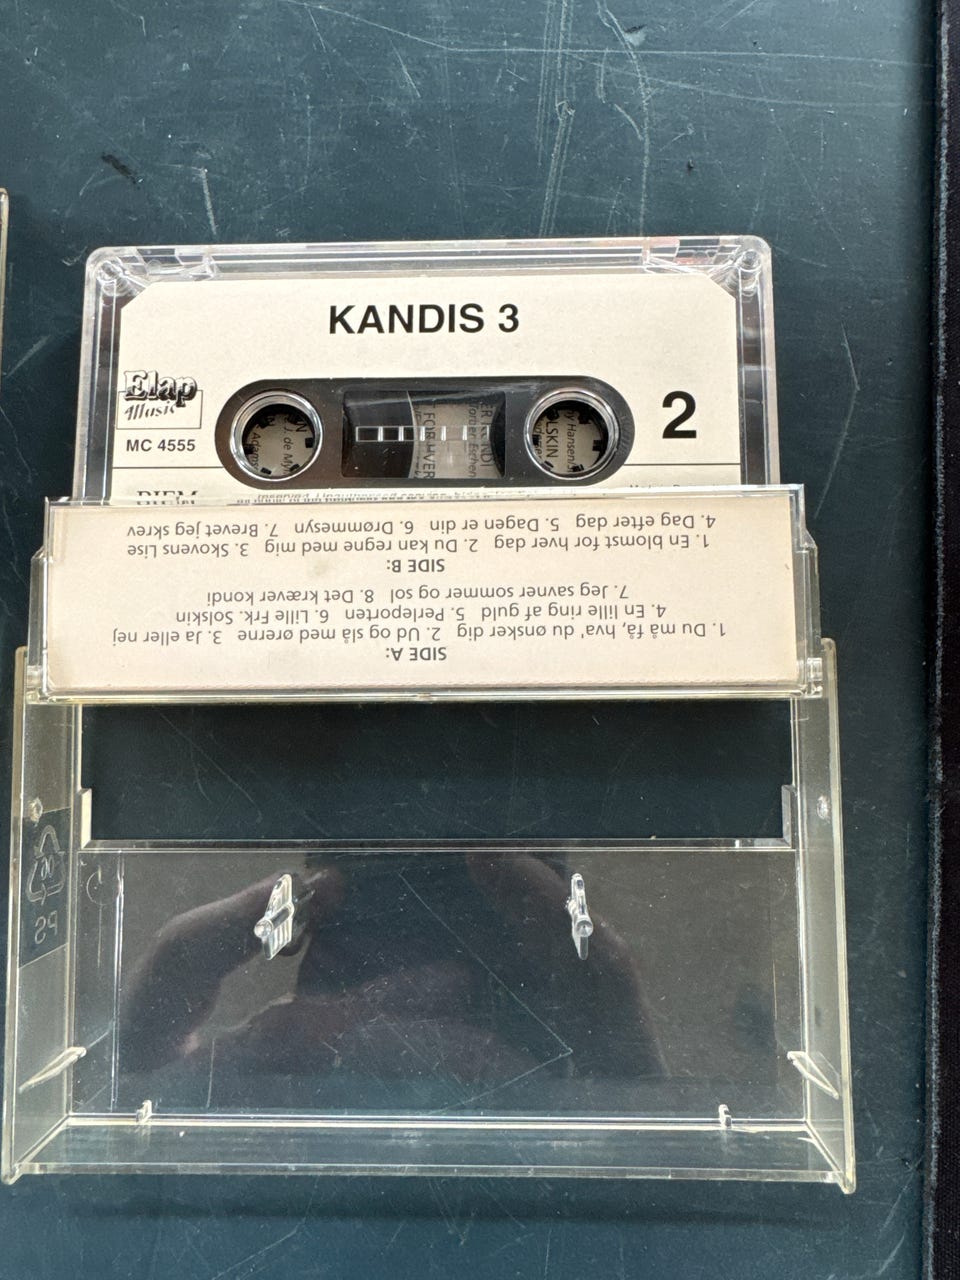 KANDIS 3
Elap
Music
MC 4555
2
BIEM
SIDE A:
1. Du må få, hva' du ønsker dig 2. Ud og slå med ørerne 3. Ja eller nej
4. En lille ring af guld 5. Perleporten 6. Lille Frk. Solskin
7. Jeg savner sommer og sol 8. Det kræver kondi
SIDE B:
1. En blomst for hver dag 2. Du kan regne med mig 3. Skovens Lise
4. Dag efter dag 5. Dagen er din 6. Drømmesyn 7. Brevet jeg skrev
PS